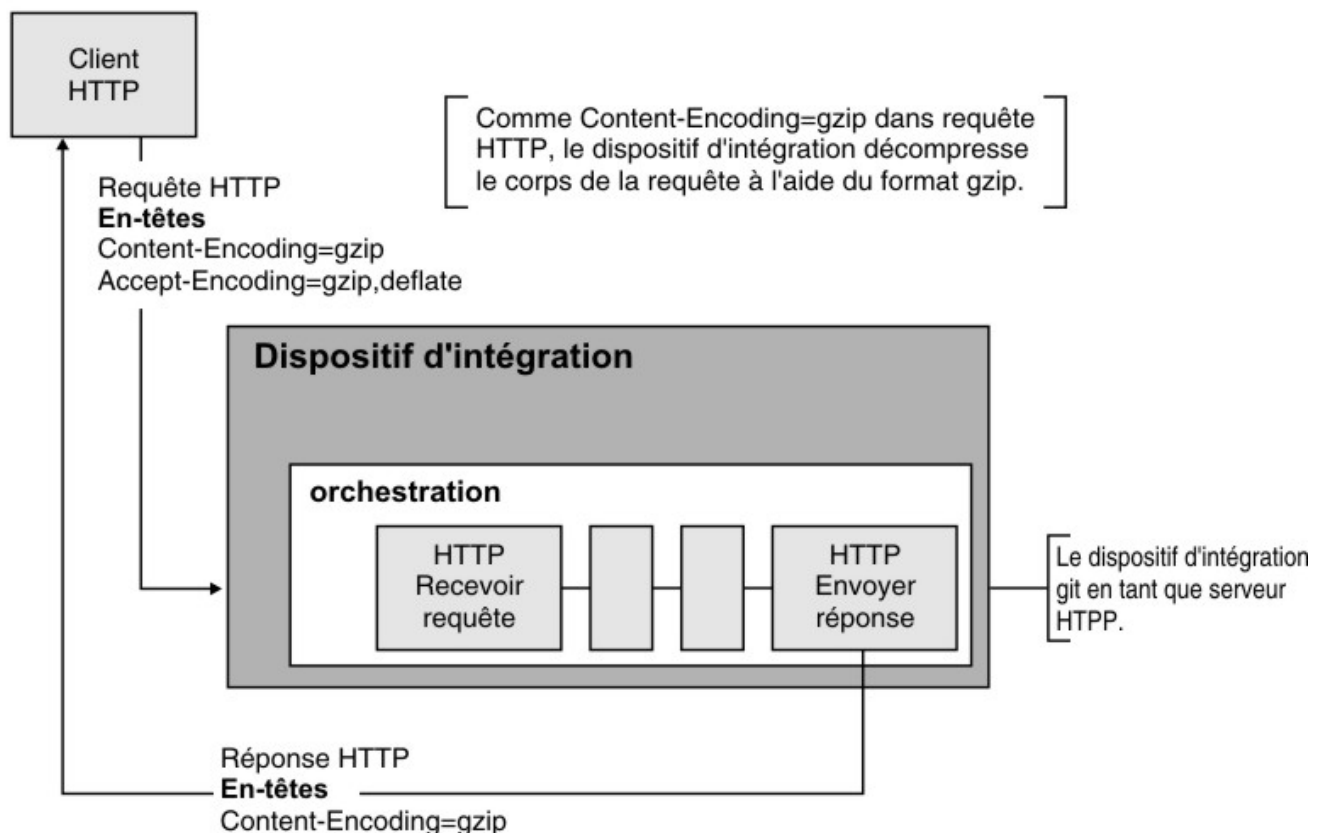 Client
HTTP
Comme Content-Encoding=gzip dans requête
HTTP, le dispositif d'intégration décompresse
le corps de la requête à l'aide du format gzip.
Requête HTTP
En-têtes
Content-Encoding=gzip
Accept-Encoding=gzip,deflate
Dispositif d'intégration
orchestration
HTTP
Recevoir
requête
HTTP
Envoyer
réponse
Le dispositif d'intégration
git en tant que serveur
HTPP.
Réponse HTTP
En-têtes
Content-Encoding=gzip